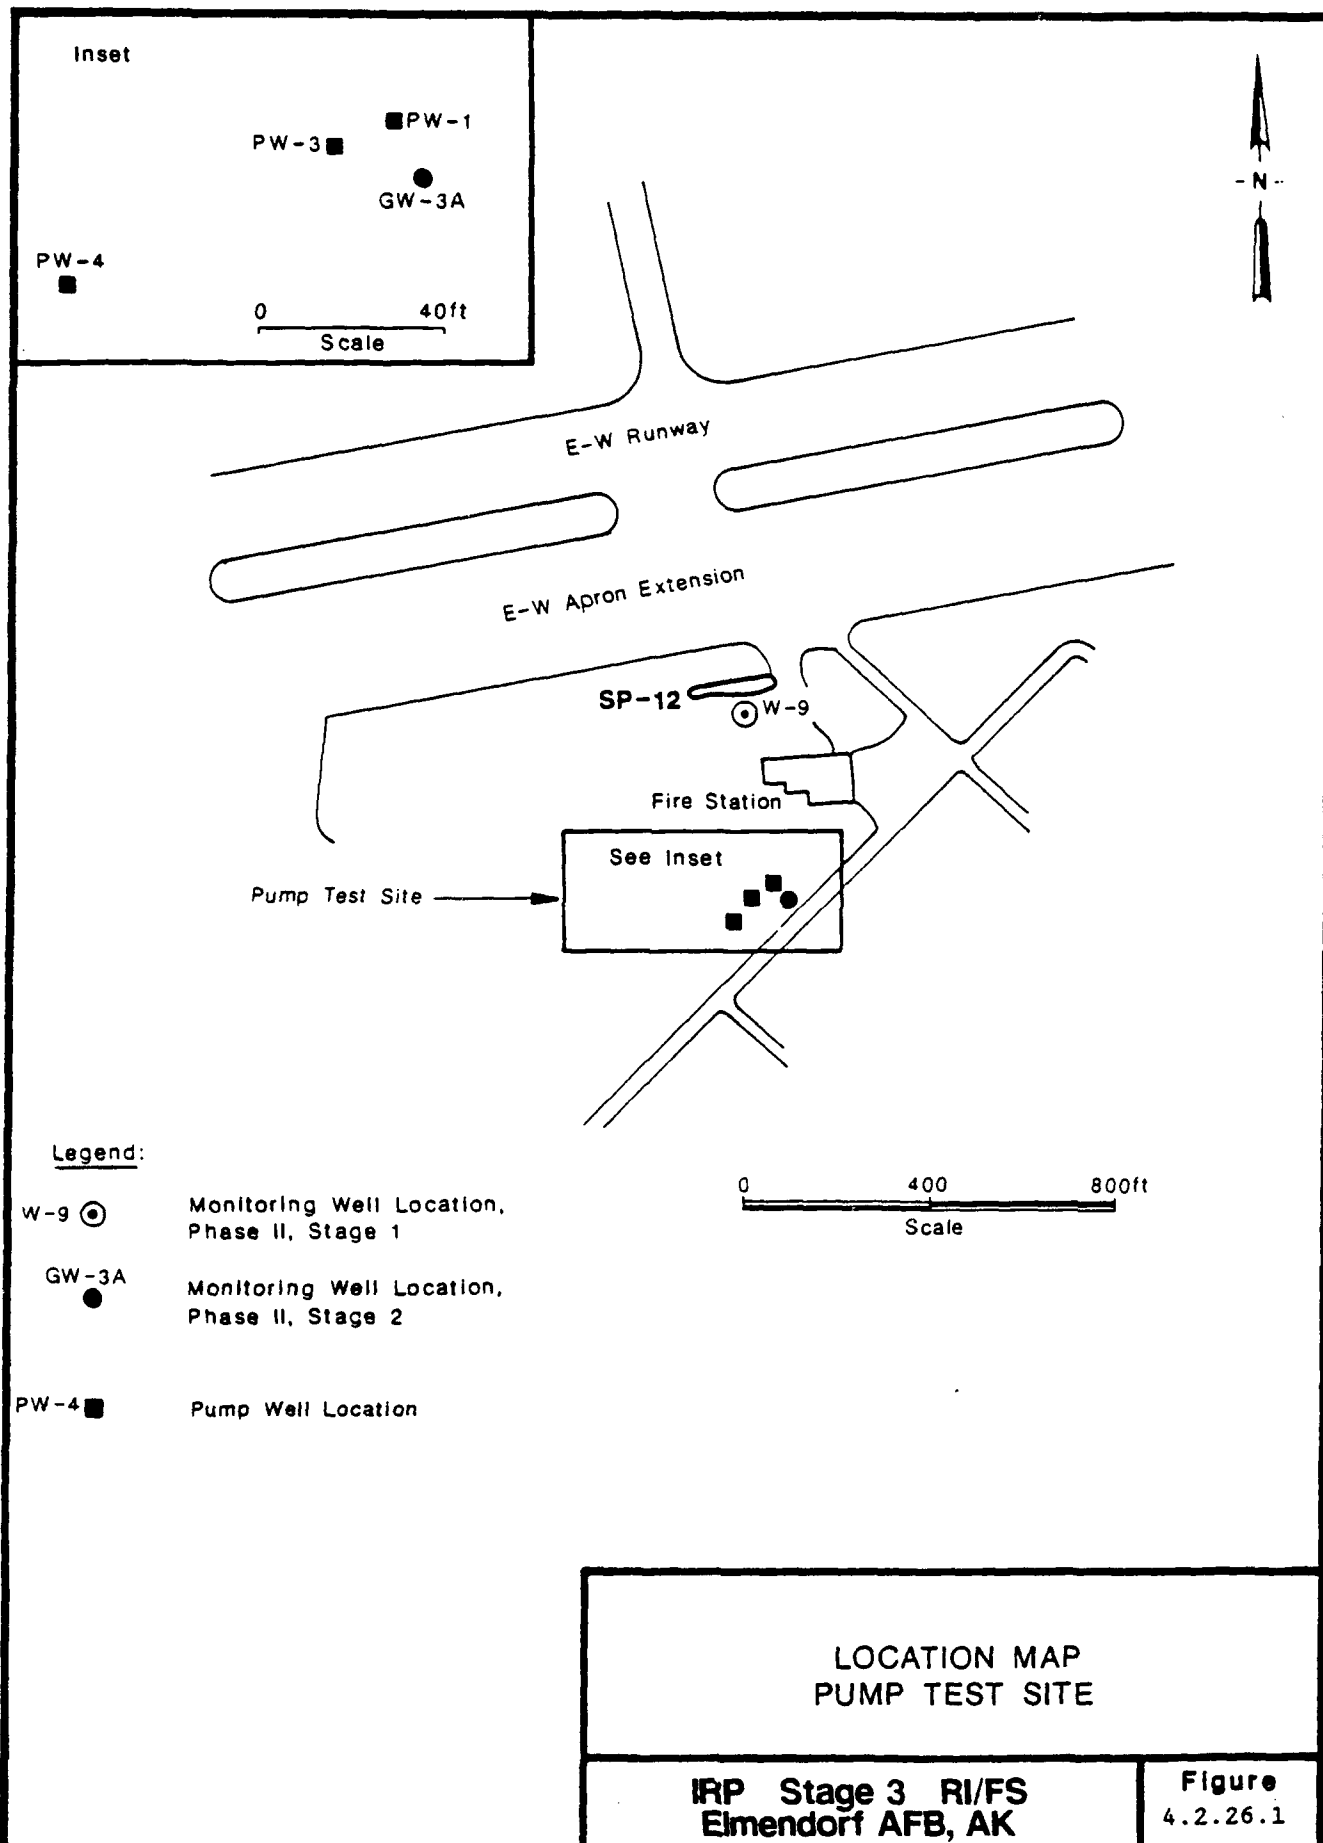 Inset
PW-1
PW-3
GW-3A
PW-4
0 40ft
Scale
-N-
E-W Runway
E-W Apron Extension
SP-12
W-9
Fire Station
See Inset
Pump Test Site
Legend:
W-9
Monitoring Well Location,
Phase II, Stage 1
GW-3A
Monitoring Well Location,
Phase II, Stage 2
PW-4
Pump Well Location
0 400 800ft
Scale
LOCATION MAP
PUMP TEST SITE
IRP Stage 3 RI/FS
Elmendorf AFB, AK
Figure
4.2.26.1